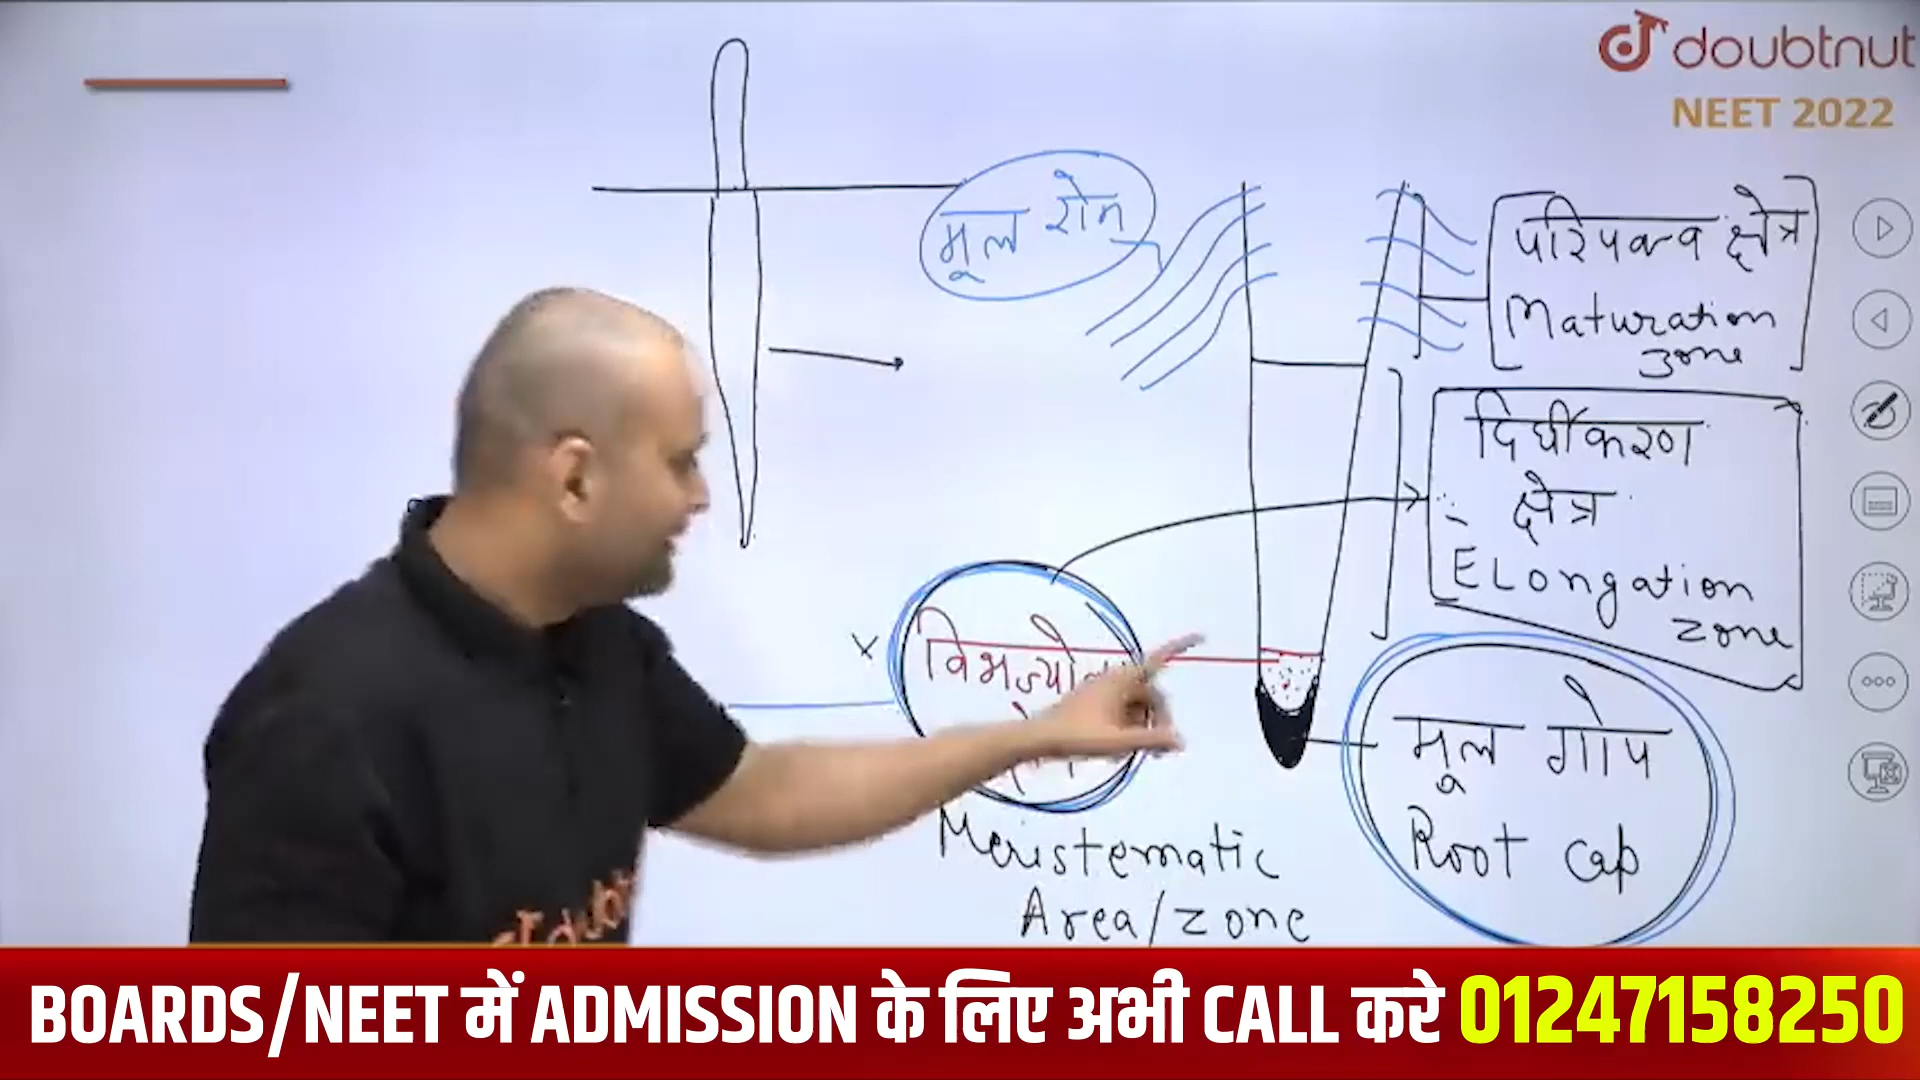 doubtnut
NEET 2022
मूल रोम
परिपक्व क्षेत्र
Maturation
zone
दिर्घीकरण
क्षेत्र
Elongation
zone
मूल गोप
Root Cap
Meristematic
Area/zone
BOARDS/NEET में ADMISSION के लिए अभी CALL करे 01247158250